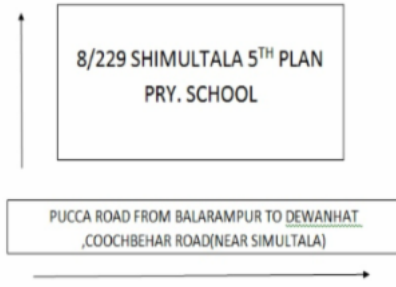 8/229 SHIMULTALA 5TH PLAN
PRY. SCHOOL
PUCCA ROAD FROM BALARAMPUR TO DEWANHAT
,COOCHBEHAR ROAD(NEAR SIMULTALA)